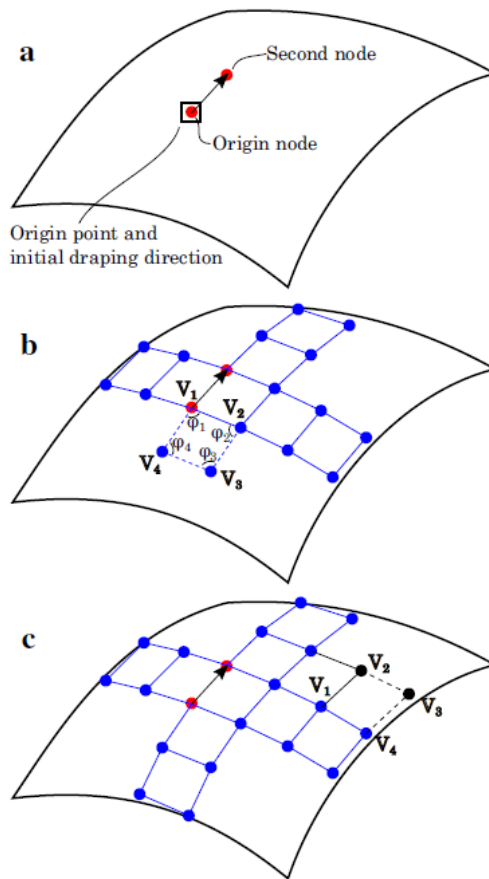 a
Second node
Origin node
Origin point and
initial draping direction
b
V₁
V₂
φ₁
φ₂
φ₄
φ₃
V₄
V₃
c
V₂
V₁
V₃
V₄